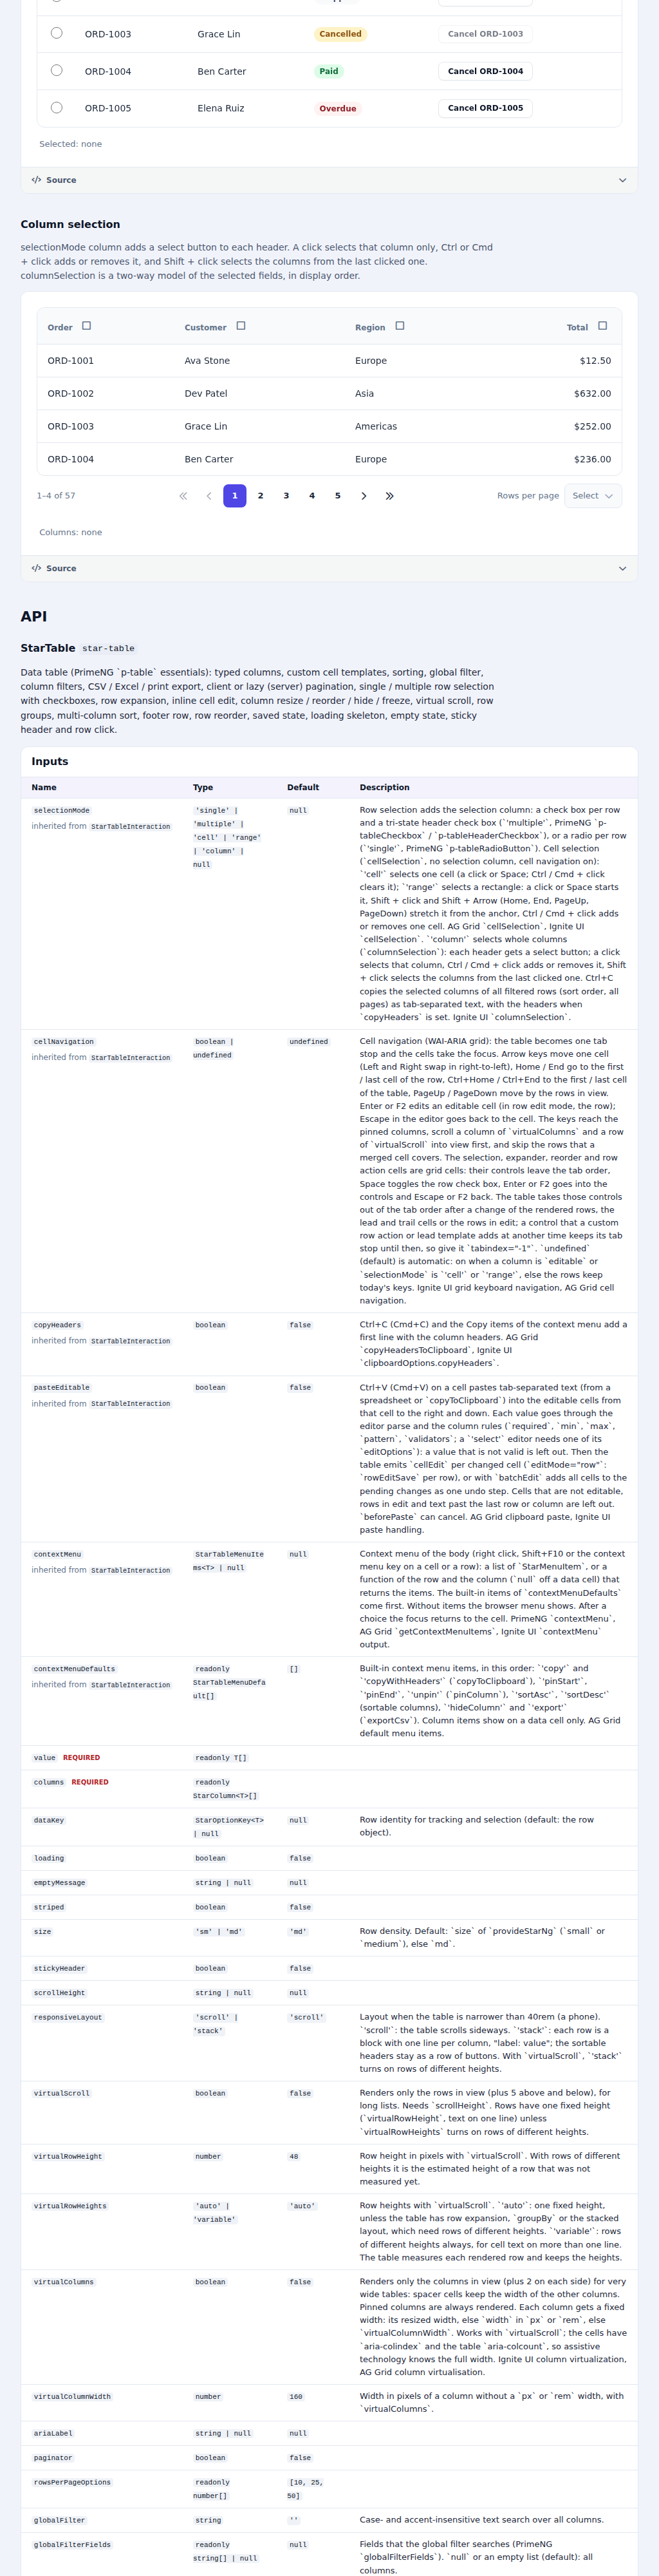 ORD-1003 Grace Lin Cancelled Cancel ORD-1003
ORD-1004 Ben Carter Paid Cancel ORD-1004
ORD-1005 Elena Ruiz Overdue Cancel ORD-1005
Selected: none
</> Source
Column selection
selectionMode column adds a select button to each header. A click selects that column only, Ctrl or Cmd
+ click adds or removes it, and Shift + click selects the columns from the last clicked one.
columnSelection is a two-way model of the selected fields, in display order.
Order Customer Region Total
ORD-1001 Ava Stone Europe $12.50
ORD-1002 Dev Patel Asia $632.00
ORD-1003 Grace Lin Americas $252.00
ORD-1004 Ben Carter Europe $236.00
1–4 of 57 1 2 3 4 5 Rows per page Select
Columns: none
</> Source
API
StarTable star-table
Data table (PrimeNG `p-table` essentials): typed columns, custom cell templates, sorting, global filter,
column filters, CSV / Excel / print export, client or lazy (server) pagination, single / multiple row selection
with checkboxes, row expansion, inline cell edit, column resize / reorder / hide / freeze, virtual scroll, row
groups, multi-column sort, footer row, row reorder, saved state, loading skeleton, empty state, sticky
header and row click.
Inputs
Name Type Default Description
selectionMode
inherited from StarTableInteraction
'single' |
'multiple' |
'cell' | 'range'
| 'column' |
null
null
Row selection adds the selection column: a check box per row
and a tri-state header check box (`'multiple'`, PrimeNG `p-
tableCheckbox` / `p-tableHeaderCheckbox`), or a radio per row
(`'single'`, PrimeNG `p-tableRadioButton`). Cell selection
(`cellSelection`, no selection column, cell navigation on):
`'cell'` selects one cell (a click or Space; Ctrl / Cmd + click
clears it); `'range'` selects a rectangle: a click or Space starts
it, Shift + click and Shift + Arrow (Home, End, PageUp,
PageDown) stretch it from the anchor, Ctrl / Cmd + click adds
or removes one cell. AG Grid `cellSelection`, Ignite UI
`cellSelection`. `'column'` selects whole columns
(`columnSelection`): each header gets a select button; a click
selects that column, Ctrl / Cmd + click adds or removes it, Shift
+ click selects the columns from the last clicked one. Ctrl+C
copies the selected columns of all filtered rows (sort order, all
pages) as tab-separated text, with the headers when
`copyHeaders` is set. Ignite UI `columnSelection`.
cellNavigation
inherited from StarTableInteraction
boolean |
undefined
undefined
Cell navigation (WAI-ARIA grid): the table becomes one tab
stop and the cells take the focus. Arrow keys move one cell
(Left and Right swap in right-to-left), Home / End go to the first
/ last cell of the row, Ctrl+Home / Ctrl+End to the first / last cell
of the table, PageUp / PageDown move by the rows in view.
Enter or F2 edits an editable cell (in row edit mode, the row);
Escape in the editor goes back to the cell. The keys reach the
pinned columns, scroll a column of `virtualColumns` and a row
of `virtualScroll` into view first, and skip the rows that a
merged cell covers. The selection, expander, reorder and row
action cells are grid cells: their controls leave the tab order,
Space toggles the row check box, Enter or F2 goes into the
controls and Escape or F2 back. The table takes those controls
out of the tab order after a change of the rendered rows, the
lead and trail cells or the rows in edit; a control that a custom
row action or lead template adds at another time keeps its tab
stop until then, so give it `tabindex="-1"`. `undefined`
(default) is automatic: on when a column is `editable` or
`selectionMode` is `'cell'` or `'range'`, else the rows keep
today's keys. Ignite UI grid keyboard navigation, AG Grid cell
navigation.
copyHeaders
inherited from StarTableInteraction
boolean
false
Ctrl+C (Cmd+C) and the Copy items of the context menu add a
first line with the column headers. AG Grid
`copyHeadersToClipboard`, Ignite UI
`clipboardOptions.copyHeaders`.
pasteEditable
inherited from StarTableInteraction
boolean
false
Ctrl+V (Cmd+V) on a cell pastes tab-separated text (from a
spreadsheet or `copyToClipboard`) into the editable cells from
that cell to the right and down. Each value goes through the
editor parse and the column rules (`required`, `min`, `max`,
`pattern`, `validators`; a `'select'` editor needs one of its
`editOptions`): a value that is not valid is left out. Then the
table emits `cellEdit` per changed cell (`editMode="row"`:
`rowEditSave` per row), or with `batchEdit` adds all cells to the
pending changes as one undo step. Cells that are not editable,
rows in edit and text past the last row or column are left out.
`beforePaste` can cancel. AG Grid clipboard paste, Ignite UI
paste handling.
contextMenu
inherited from StarTableInteraction
StarTableMenuIte
ms<T> | null
null
Context menu of the body (right click, Shift+F10 or the context
menu key on a cell or a row): a list of `StarMenuItem`, or a
function of the row and the column (`null` off a data cell) that
returns the items. The built-in items of `contextMenuDefaults`
come first. Without items the browser menu shows. After a
choice the focus returns to the cell. PrimeNG `contextMenu`,
AG Grid `getContextMenuItems`, Ignite UI `contextMenu`
output.
contextMenuDefaults
inherited from StarTableInteraction
readonly
StarTableMenuDefa
ult[]
[]
Built-in context menu items, in this order: `'copy'` and
`'copyWithHeaders'` (`copyToClipboard`), `'pinStart'`,
`'pinEnd'`, `'unpin'` (`pinColumn`), `'sortAsc'`, `'sortDesc'`
(sortable columns), `'hideColumn'` and `'export'`
(`exportCsv`). Column items show on a data cell only. AG Grid
default menu items.
value REQUIRED
readonly T[]
columns REQUIRED
readonly
StarColumn<T>[]
dataKey
StarOptionKey<T>
| null
null
Row identity for tracking and selection (default: the row
object).
loading boolean false
emptyMessage string | null null
striped boolean false
size 'sm' | 'md' 'md'
Row density. Default: `size` of `provideStarNg` (`small` or
`medium`), else `md`.
stickyHeader boolean false
scrollHeight string | null null
responsiveLayout
'scroll' |
'stack'
'scroll'
Layout when the table is narrower than 40rem (a phone).
`'scroll'`: the table scrolls sideways. `'stack'`: each row is a
block with one line per column, "label: value"; the sortable
headers stay as a row of buttons. With `virtualScroll`, `'stack'`
turns on rows of different heights.
virtualScroll boolean false
Renders only the rows in view (plus 5 above and below), for
long lists. Needs `scrollHeight`. Rows have one fixed height
(`virtualRowHeight`, text on one line) unless
`virtualRowHeights` turns on rows of different heights.
virtualRowHeight number 48
Row height in pixels with `virtualScroll`. With rows of different
heights it is the estimated height of a row that was not
measured yet.
virtualRowHeights
'auto' |
'variable'
'auto'
Row heights with `virtualScroll`. `'auto'`: one fixed height,
unless the table has row expansion, `groupBy` or the stacked
layout, which need rows of different heights. `'variable'`: rows
of different heights always, for cell text on more than one line.
The table measures each rendered row and keeps the heights.
virtualColumns boolean false
Renders only the columns in view (plus 2 on each side) for very
wide tables: spacer cells keep the width of the other columns.
Pinned columns are always rendered. Each column gets a fixed
width: its resized width, else `width` in `px` or `rem`, else
`virtualColumnWidth`. Works with `virtualScroll`; the cells have
`aria-colindex` and the table `aria-colcount`, so assistive
technology knows the full width. Ignite UI column virtualization,
AG Grid column virtualisation.
virtualColumnWidth number 160
Width in pixels of a column without a `px` or `rem` width, with
`virtualColumns`.
ariaLabel string | null null
paginator boolean false
rowsPerPageOptions
readonly
number[]
[10, 25,
50]
globalFilter string '' Case- and accent-insensitive text search over all columns.
globalFilterFields
readonly
string[] | null
null
Fields that the global filter searches (PrimeNG
`globalFilterFields`). `null` or an empty list (default): all
columns.